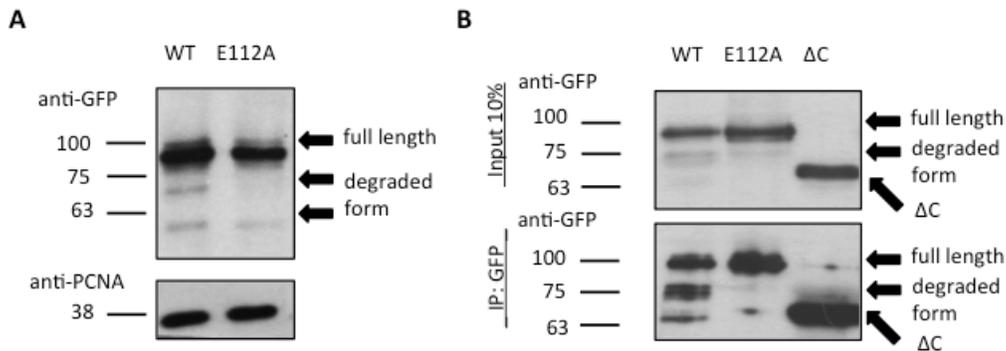 A
WT E112A
anti-GFP
100
75
63
full length
degraded
form
anti-PCNA
38
B
WT E112A ΔC
Input 10%
anti-GFP
100
75
63
full length
degraded
form
ΔC
IP: GFP
anti-GFP
100
75
63
full length
degraded
form
ΔC